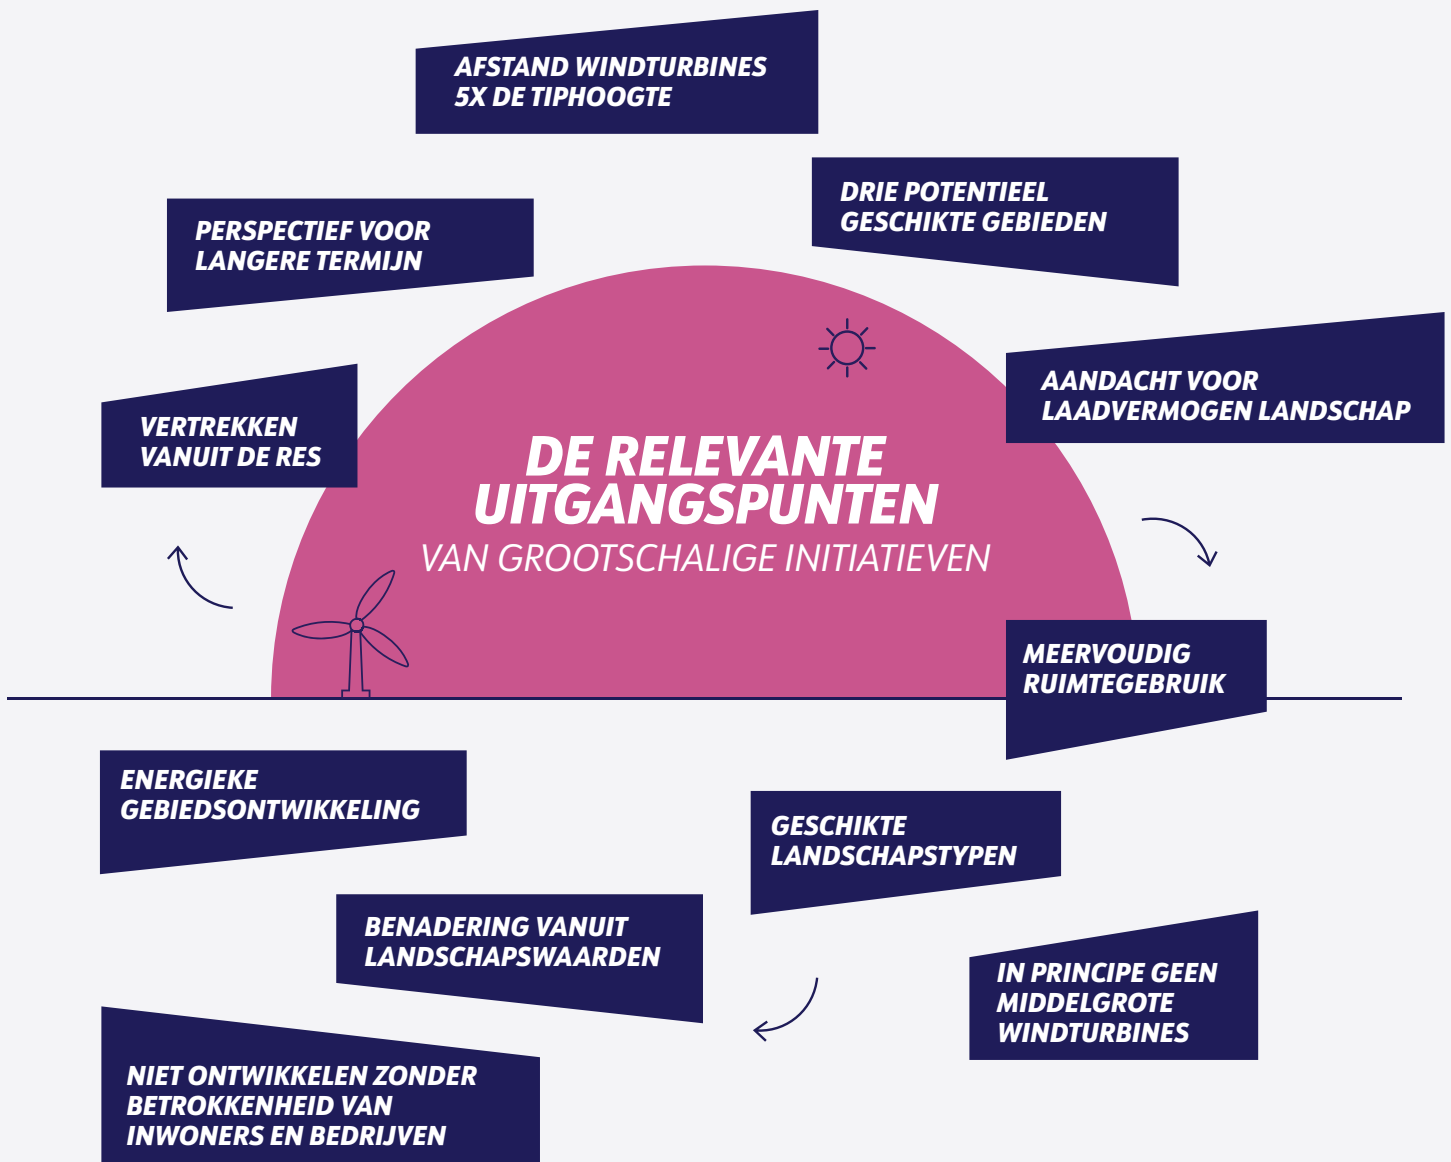 AFSTAND WINDTURBINES
5X DE TIPHOOGTE
DRIE POTENTIEEL
GESCHIKTE GEBIEDEN
PERSPECTIEF VOOR
LANGERE TERMIJN
AANDACHT VOOR
LAADVERMOGEN LANDSCHAP
VERTREKKEN
VANUIT DE RES
DE RELEVANTE
UITGANGSPUNTEN
VAN GROOTSCHALIGE INITIATIEVEN
MEERVOUDIG
RUIMTEGEBRUIK
ENERGIEKE
GEBIEDSONTWIKKELING
GESCHIKTE
LANDSCHAPSTYPEN
BENADERING VANUIT
LANDSCHAPSWAARDEN
IN PRINCIPE GEEN
MIDDELGROTE
WINDTURBINES
NIET ONTWIKKELEN ZONDER
BETROKKENHEID VAN
INWONERS EN BEDRIJVEN